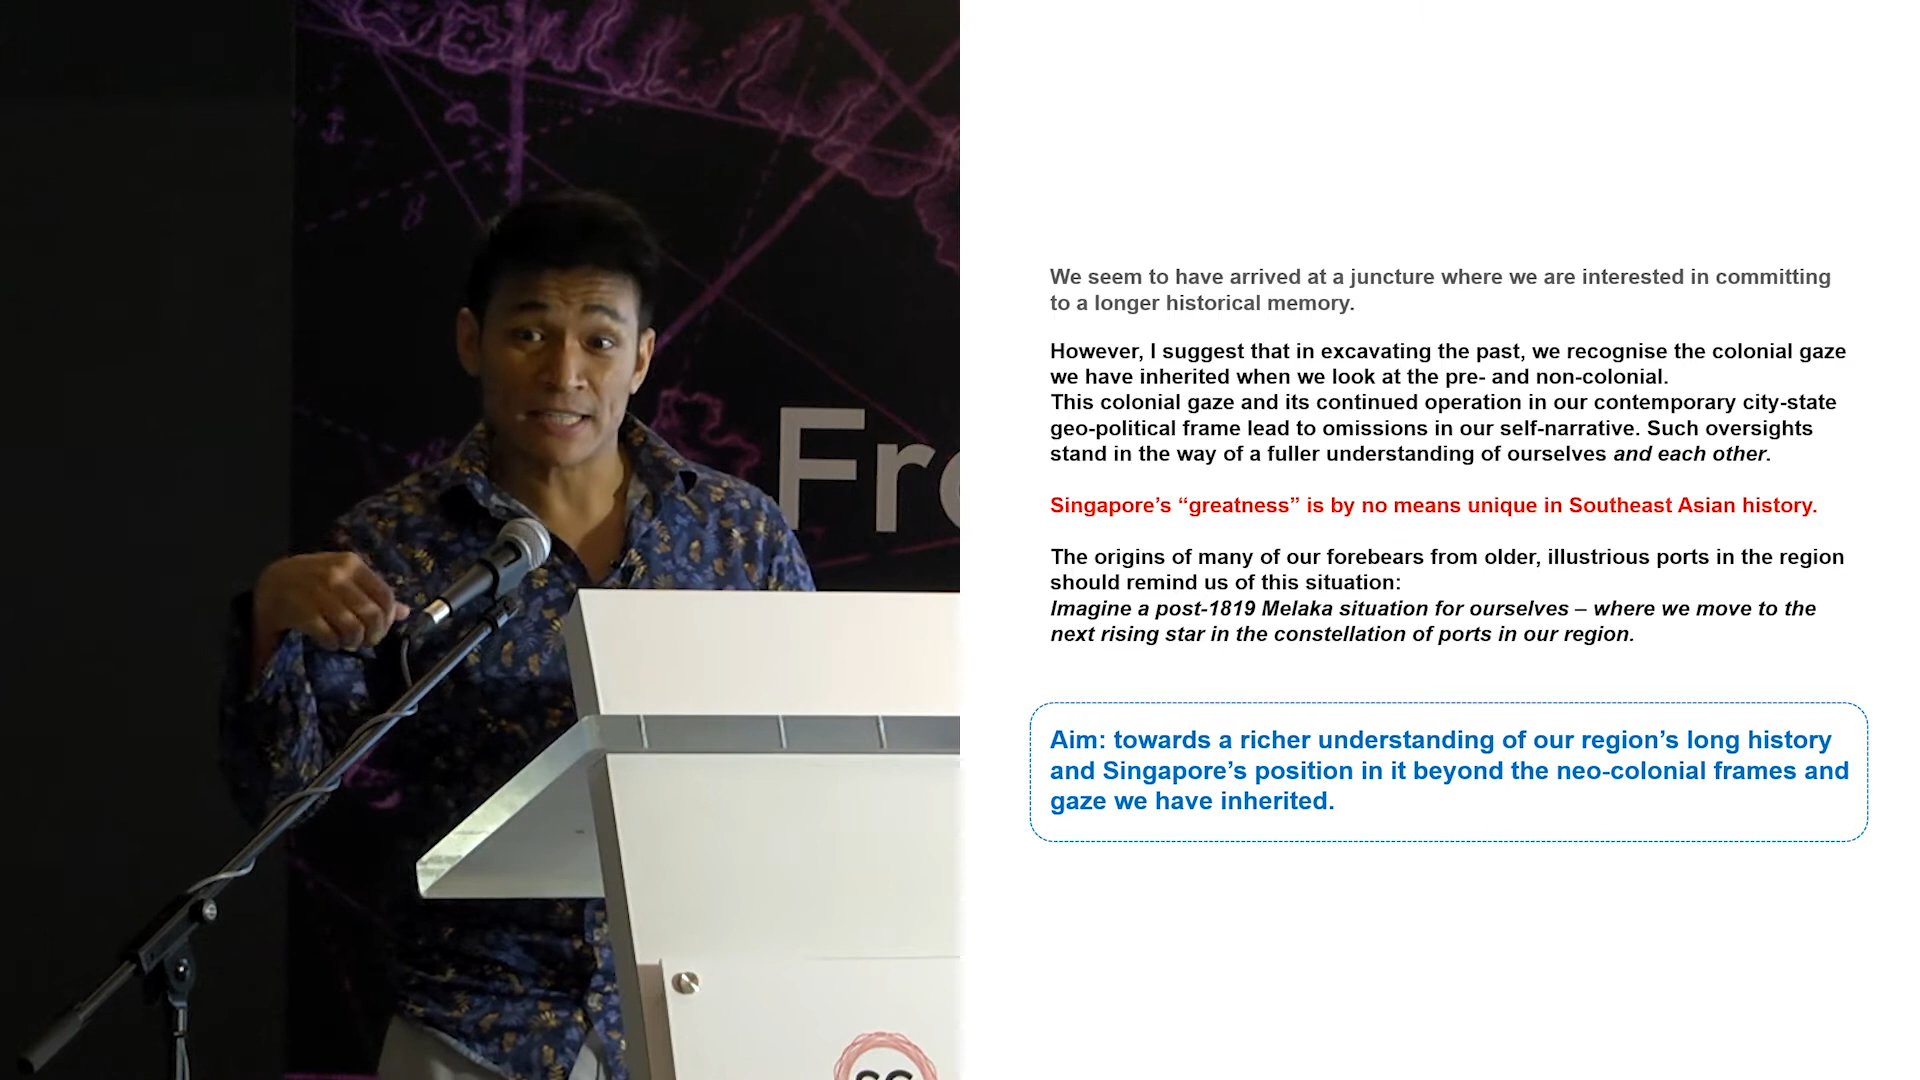 Fro
We seem to have arrived at a juncture where we are interested in committing
to a longer historical memory.
However, I suggest that in excavating the past, we recognise the colonial gaze
we have inherited when we look at the pre- and non-colonial.
This colonial gaze and its continued operation in our contemporary city-state
geo-political frame lead to omissions in our self-narrative. Such oversights
stand in the way of a fuller understanding of ourselves and each other.
Singapore’s “greatness” is by no means unique in Southeast Asian history.
The origins of many of our forebears from older, illustrious ports in the region
should remind us of this situation:
Imagine a post-1819 Melaka situation for ourselves – where we move to the
next rising star in the constellation of ports in our region.
Aim: towards a richer understanding of our region’s long history
and Singapore’s position in it beyond the neo-colonial frames and
gaze we have inherited.
SG